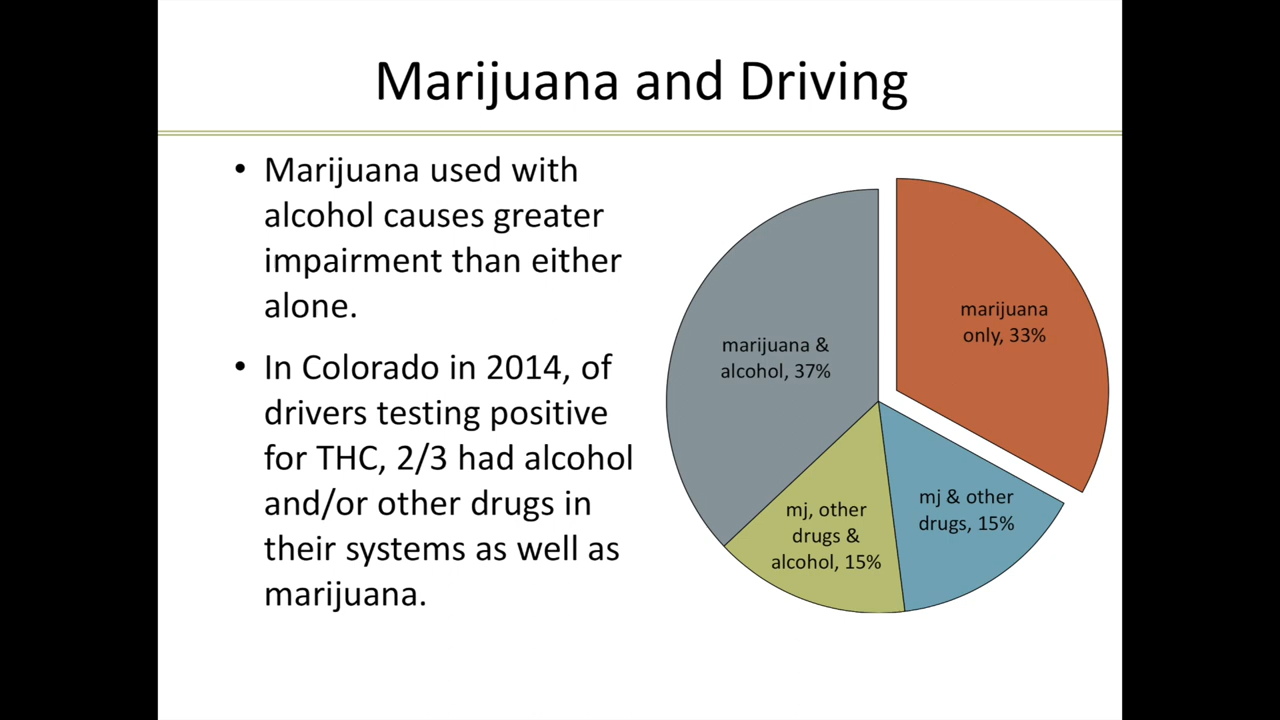 Marijuana and Driving
• Marijuana used with
alcohol causes greater
impairment than either
alone.
• In Colorado in 2014, of
drivers testing positive
for THC, 2/3 had alcohol
and/or other drugs in
their systems as well as
marijuana.
marijuana
only, 33%
marijuana &
alcohol, 37%
mj & other
drugs, 15%
mj, other
drugs &
alcohol, 15%